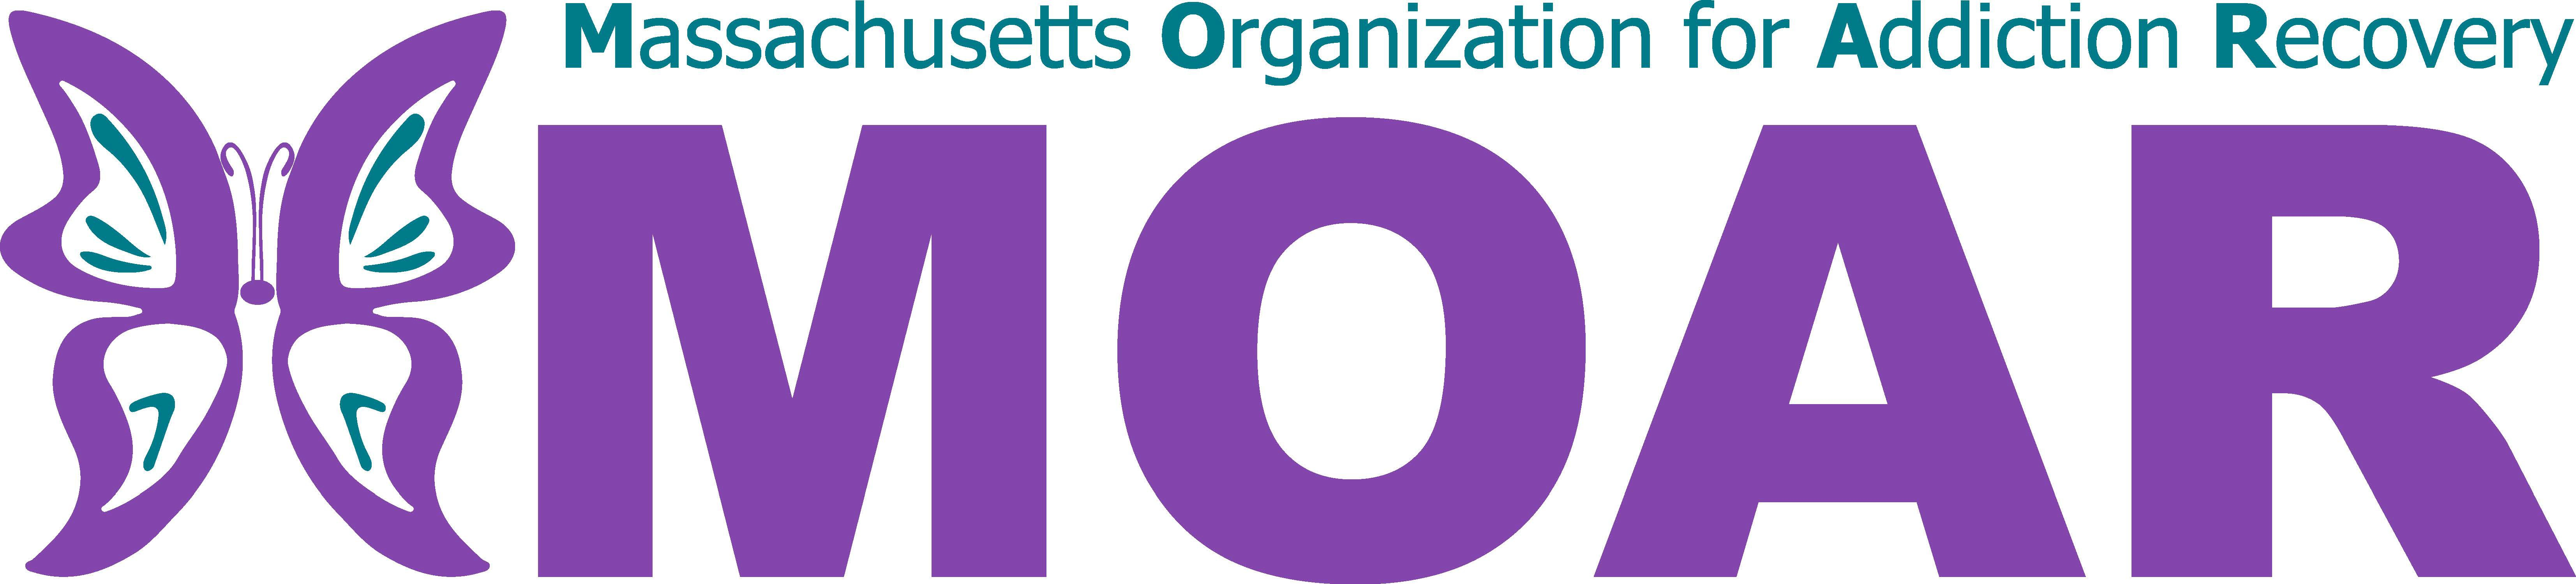 Massachusetts Organization for Addiction Recovery
MOAR